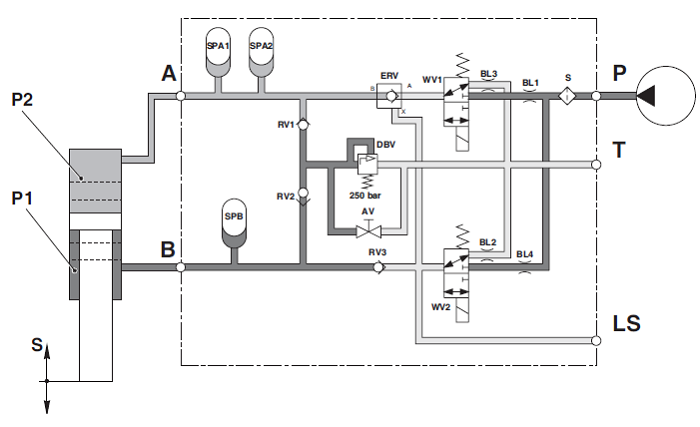 SPA1
SPA2
A
B
A
X
ERV
WV1
BL3
BL1
S
P
P2
RV1
DBV
T
250 bar
P1
RV2
SPB
AV
B
RV3
BL2
BL4
WV2
LS
S